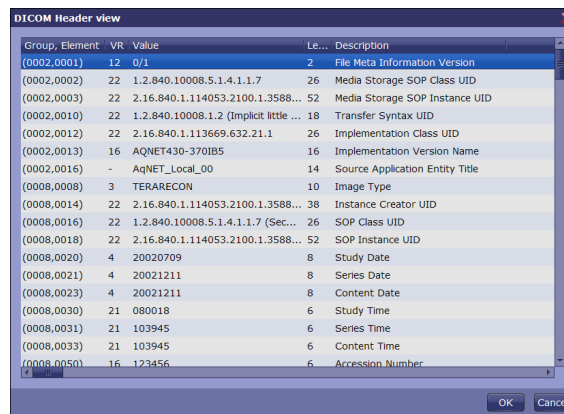 DICOM Header view
Group, Element VR Value Le... Description
(0002,0001) 12 0/1 2 File Meta Information Version
(0002,0002) 22 1.2.840.10008.5.1.4.1.1.7 26 Media Storage SOP Class UID
(0002,0003) 22 2.16.840.1.114053.2100.1.3588... 52 Media Storage SOP Instance UID
(0002,0010) 22 1.2.840.10008.1.2 (Implicit little ... 18 Transfer Syntax UID
(0002,0012) 22 2.16.840.1.113669.632.21.1 26 Implementation Class UID
(0002,0013) 16 AQNET430-370IB5 16 Implementation Version Name
(0002,0016) - AqNET_Local_00 14 Source Application Entity Title
(0008,0008) 3 TERARECON 10 Image Type
(0008,0014) 22 2.16.840.1.114053.2100.1.3588... 38 Instance Creator UID
(0008,0016) 22 1.2.840.10008.5.1.4.1.1.7 (Sec... 26 SOP Class UID
(0008,0018) 22 2.16.840.1.114053.2100.1.3588... 52 SOP Instance UID
(0008,0020) 4 20020709 8 Study Date
(0008,0021) 4 20021211 8 Series Date
(0008,0023) 4 20021211 8 Content Date
(0008,0030) 21 080018 6 Study Time
(0008,0031) 21 103945 6 Series Time
(0008,0033) 21 103945 6 Content Time
(0008,0050) 16 123456 6 Accession Number
OK Cance